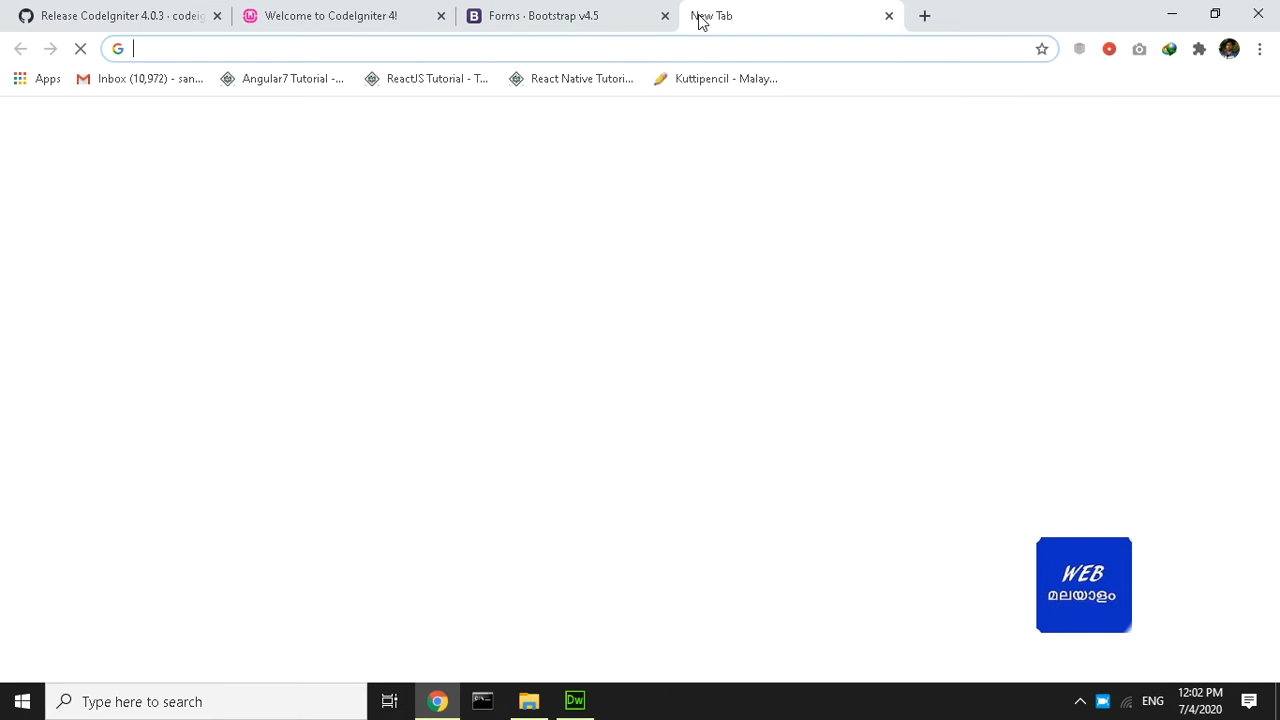 Release CodeIgniter 4.0.3 · codeig
Welcome to CodeIgniter 4!
Forms · Bootstrap v4.5
New Tab
Apps
Inbox (10,972) - san...
Angular7 Tutorial -...
ReactJS Tutorial - T...
React Native Tutori...
Kuttipencil - Malay...
WEB
മലയാളം
Type here to search
Dw
ENG
12:02 PM
7/4/2020